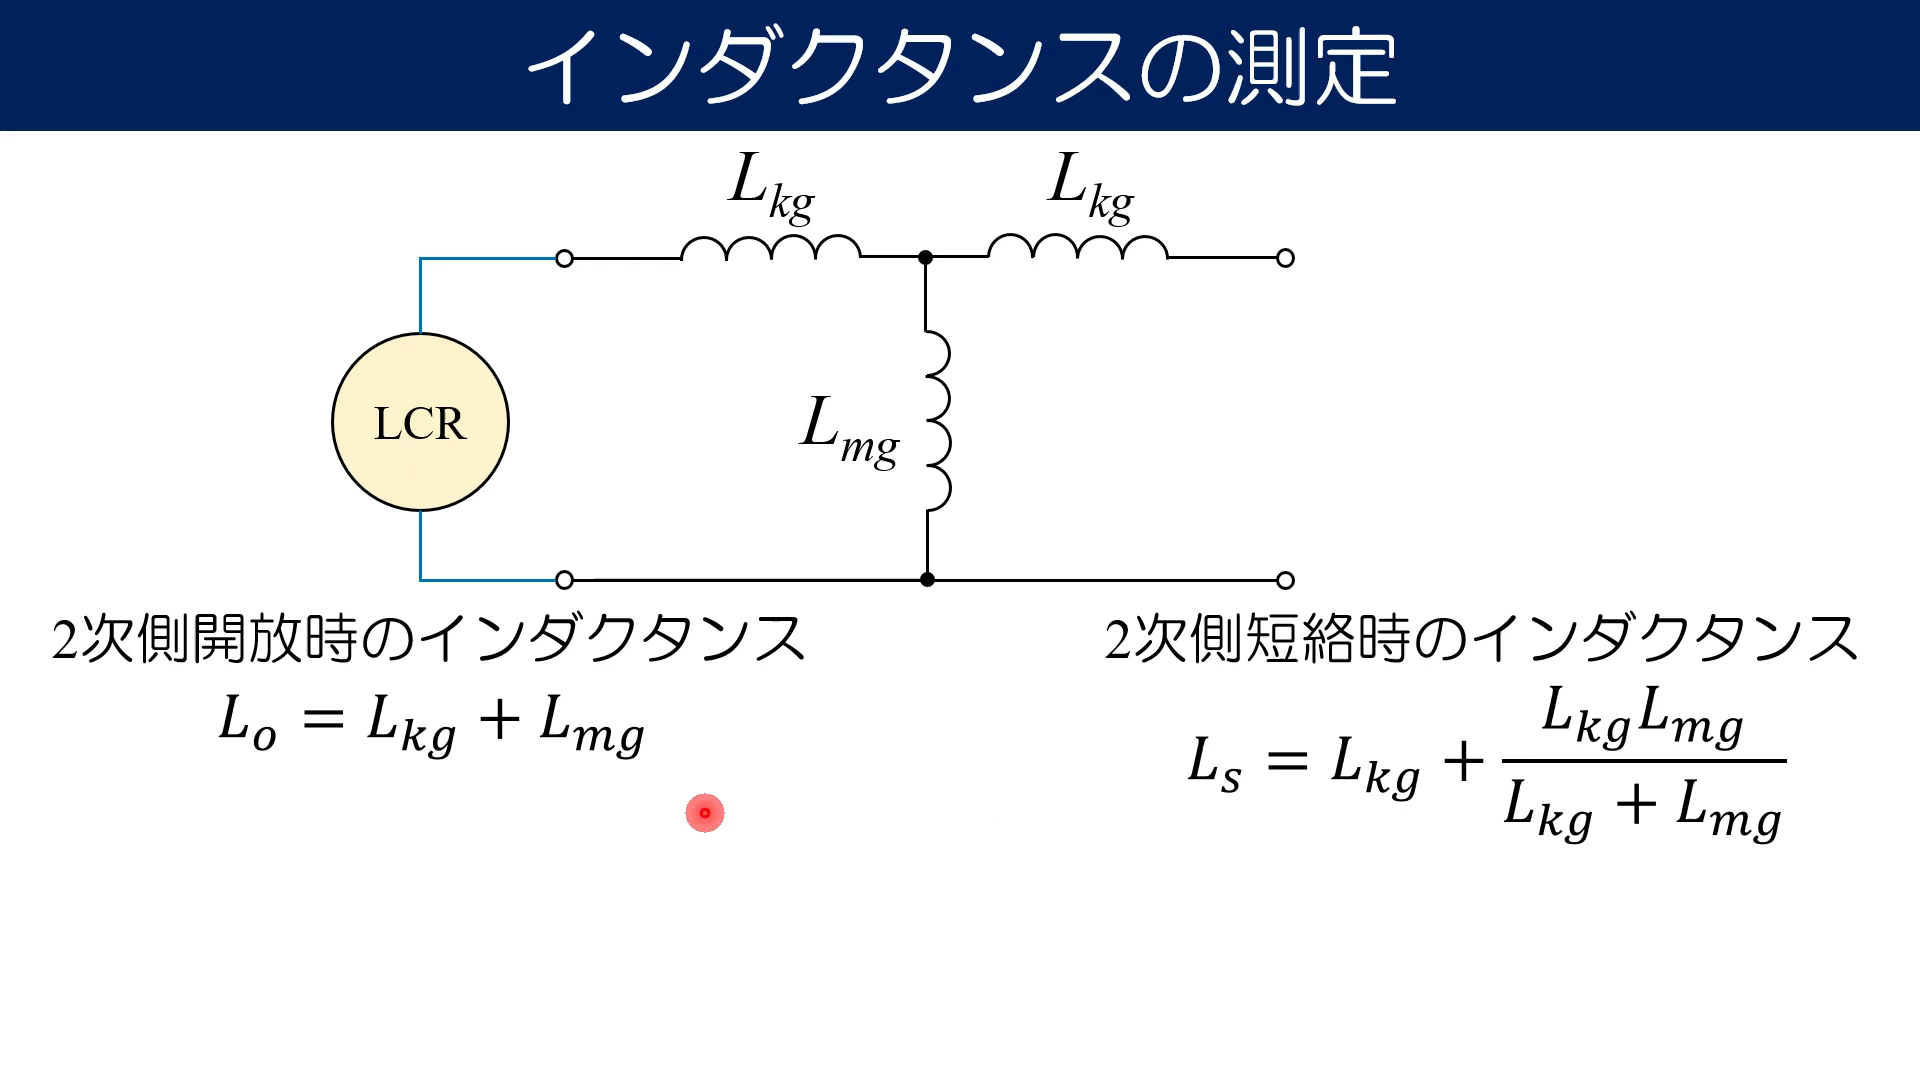 インダクタンスの測定
L_{kg} L_{kg}
LCR
L_{mg}
2次側開放時のインダクタンス
L_o = L_{kg} + L_{mg}
2次側短絡時のインダクタンス
L_s = L_{kg} + \frac{L_{kg}L_{mg}}{L_{kg} + L_{mg}}